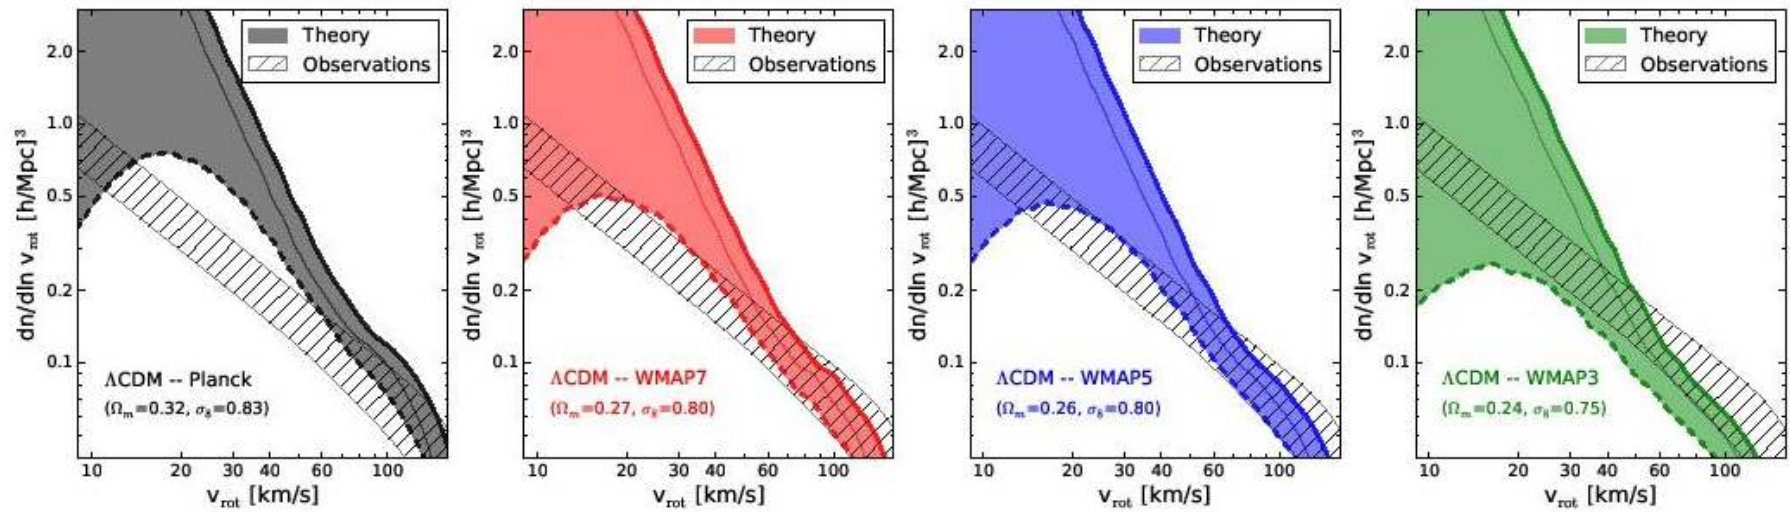 Theory
Observations
2.0
1.0
0.5
0.2
0.1
dn/dln v_rot [h/Mpc]³
ΛCDM -- Planck
(Ω_m=0.32, σ_8=0.83)
10 20 30 40 60 100
v_rot [km/s]
Theory
Observations
2.0
1.0
0.5
0.2
0.1
dn/dln v_rot [h/Mpc]³
ΛCDM -- WMAP7
(Ω_m=0.27, σ_8=0.80)
10 20 30 40 60 100
v_rot [km/s]
Theory
Observations
2.0
1.0
0.5
0.2
0.1
dn/dln v_rot [h/Mpc]³
ΛCDM -- WMAP5
(Ω_m=0.26, σ_8=0.80)
10 20 30 40 60 100
v_rot [km/s]
Theory
Observations
2.0
1.0
0.5
0.2
0.1
dn/dln v_rot [h/Mpc]³
ΛCDM -- WMAP3
(Ω_m=0.24, σ_8=0.75)
10 20 30 40 60 100
v_rot [km/s]